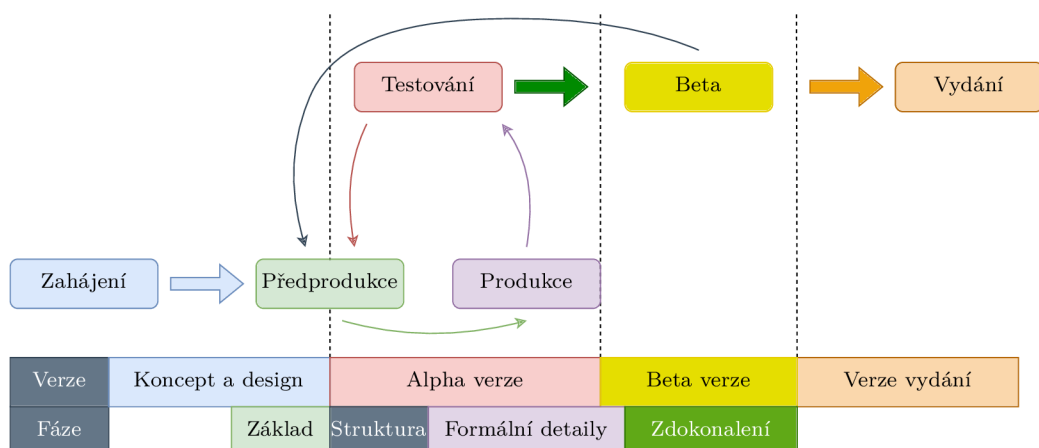 Testování
Beta
Vydání
Zahájení
Předprodukce
Produkce
Verze
Koncept a design
Alpha verze
Beta verze
Verze vydání
Fáze
Základ
Struktura
Formální detaily
Zdokonalení